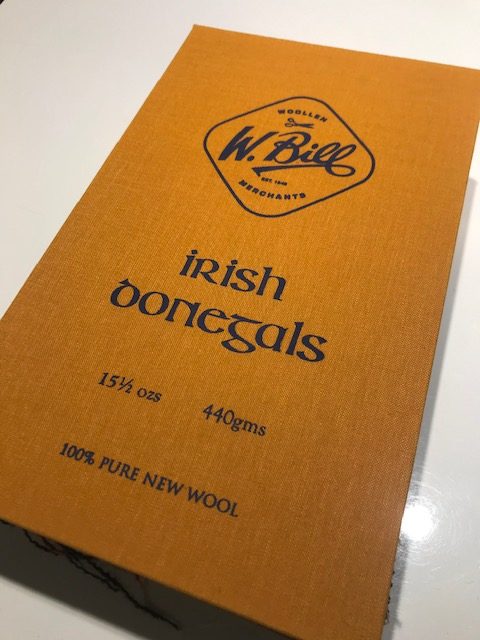 WOOLLEN
W. Bill
EST. 1846
MERCHANTS
irish
donegals
15½ ozs 440gms
100% PURE NEW WOOL